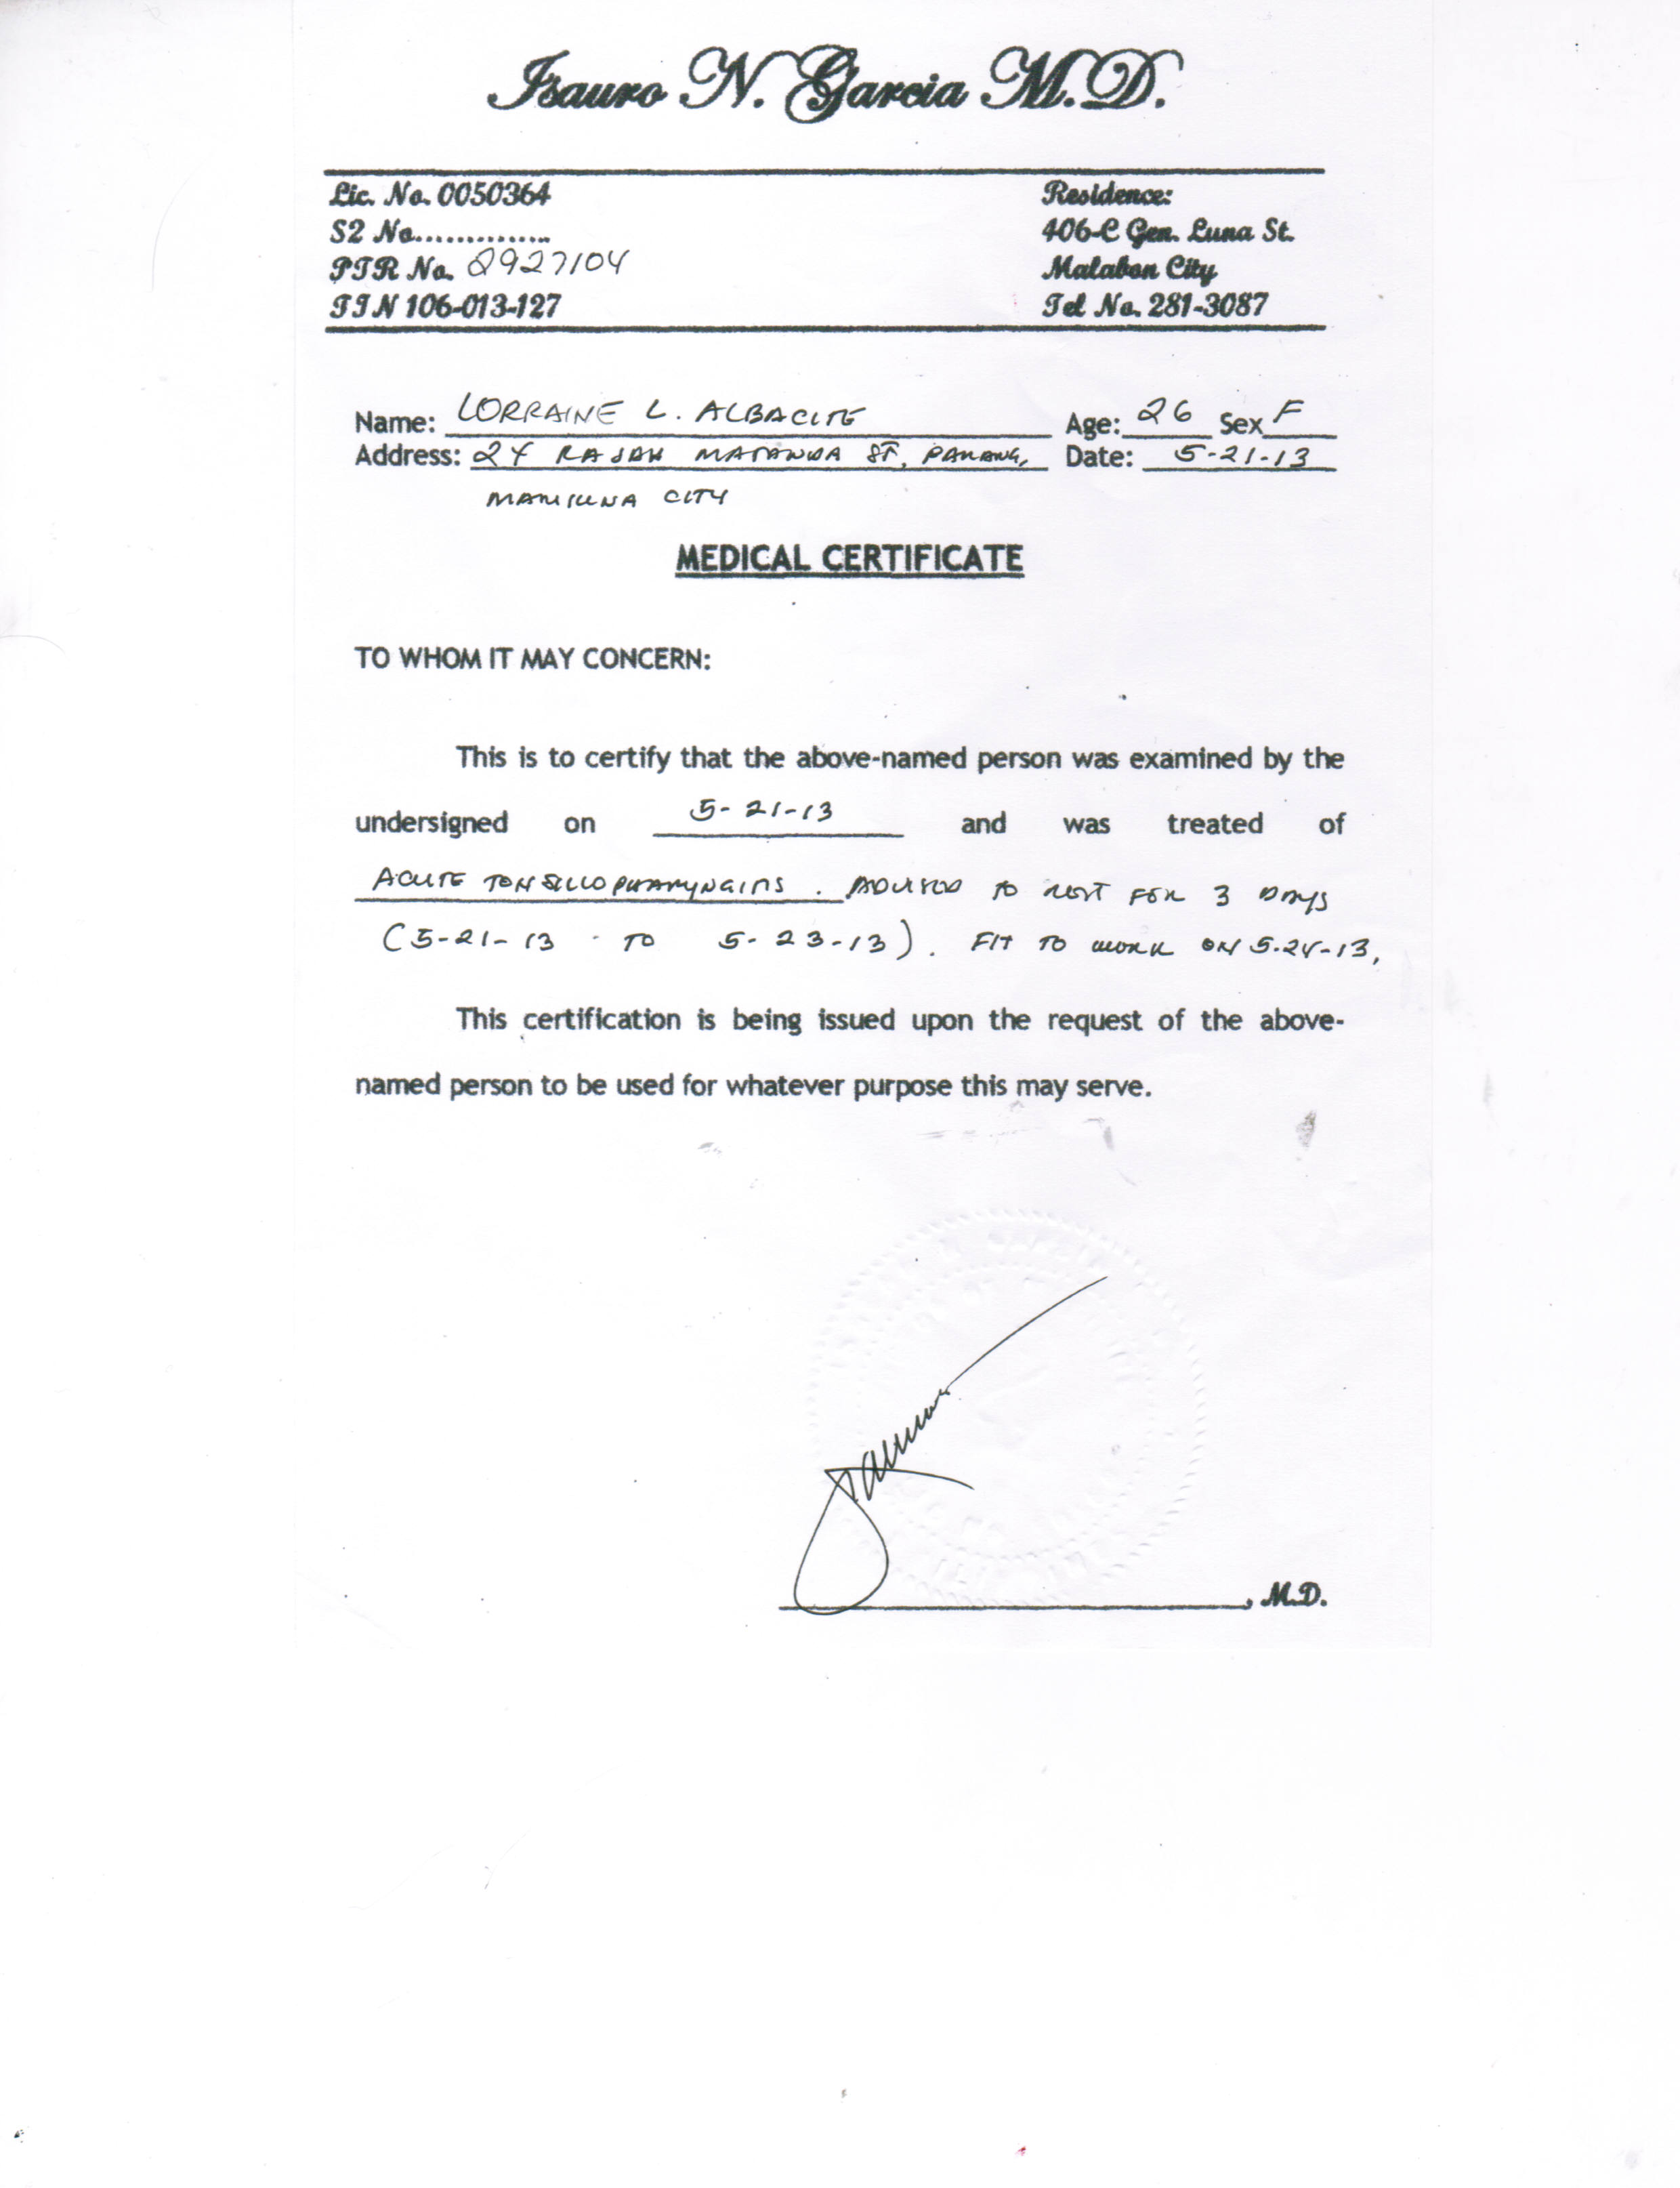 Isauro N. Garcia M.D.
Lic. No. 0050364
S2 No..............
PTR No. 2927104
TIN 106-013-127
Residence:
406-C Gen. Luna St.
Malabon City
Tel No. 281-3087
Name: LORRAINE L. ALBACITE Age: 26 Sex F
Address: 24 RAJAH MATANDA ST, PARANG, Date: 5-21-13
MARIKINA CITY
MEDICAL CERTIFICATE
TO WHOM IT MAY CONCERN:
This is to certify that the above-named person was examined by the
undersigned on 5-21-13 and was treated of
ACUTE TONSILLOPHARYNGITIS. ADVISED TO REST FOR 3 DAYS
(5-21-13 - TO 5-23-13). FIT TO WORK ON 5-24-13.
This certification is being issued upon the request of the above-
named person to be used for whatever purpose this may serve.
, M.D.